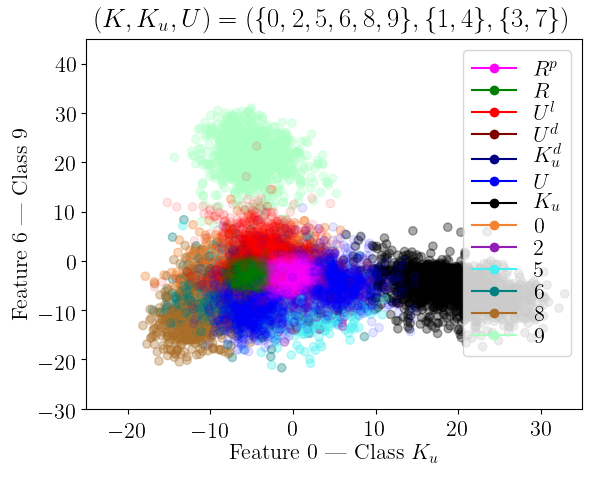 (K, K_u, U) = ({0, 2, 5, 6, 8, 9}, {1, 4}, {3, 7})
40
30
20
10
0
−10
−20
−30
Feature 6 — Class 9
R^p
R
U^l
U^d
K_u^d
U
K_u
0
2
5
6
8
9
−20
−10
0
10
20
30
Feature 0 — Class K_u